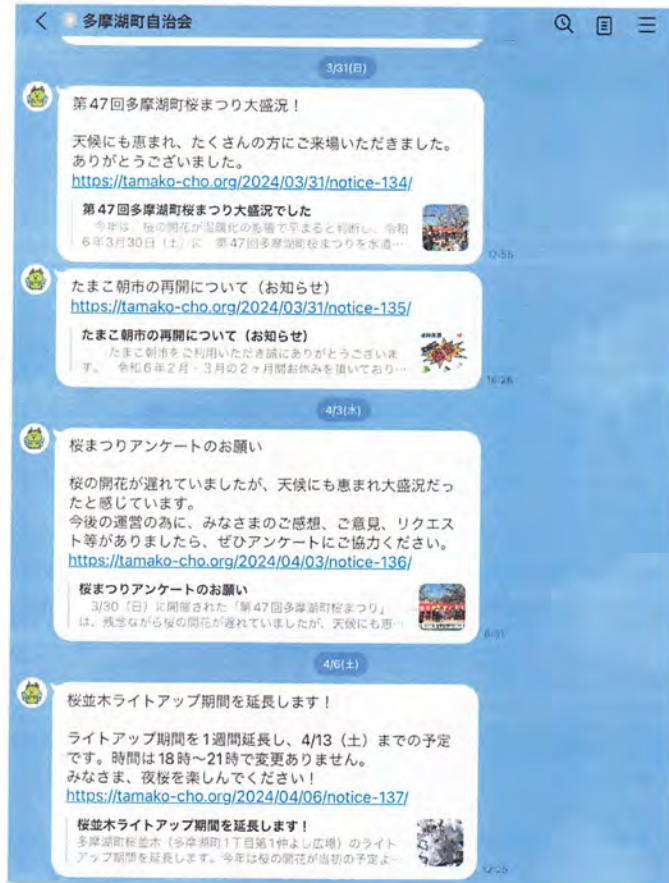 多摩湖町自治会
3/31(日)
第47回多摩湖町桜まつり大盛況！
天候にも恵まれ、たくさんの方にご来場いただきました。
ありがとうございました。
https://tamako-cho.org/2024/03/31/notice-134/
第47回多摩湖町桜まつり大盛況でした
今年は、桜の開花が温暖化の影響で早まると判断し、令和
6年3月30日（土）に 第47回多摩湖町桜まつりを水道…
12:55
たまこ朝市の再開について（お知らせ）
https://tamako-cho.org/2024/03/31/notice-135/
たまこ朝市の再開について（お知らせ）
たまこ朝市をご利用いただき誠にありがとうございま
す。 令和6年2月・3月の2ヶ月間お休みを頂いており…
16:26
4/3(水)
桜まつりアンケートのお願い
桜の開花が遅れていましたが、天候にも恵まれ大盛況だっ
たと感じています。
今後の運営の為に、みなさまのご感想、ご意見、リクエス
ト等がありましたら、ぜひアンケートにご協力ください。
https://tamako-cho.org/2024/04/03/notice-136/
桜まつりアンケートのお願い
3/30（日）に開催された「第47回多摩湖町桜まつり」
は、残念ながら桜の開花が遅れていましたが、天候にも恵…
4/6(土)
桜並木ライトアップ期間を延長します！
ライトアップ期間を1週間延長し、4/13（土）までの予定
です。時間は18時～21時で変更ありません。
みなさま、夜桜を楽しんでください！
https://tamako-cho.org/2024/04/06/notice-137/
桜並木ライトアップ期間を延長します！
多摩湖町桜並木（多摩湖町1丁目第1仲よし広場）のライト
アップ期間を延長します。今年は桜の開花が当初の予定よ…